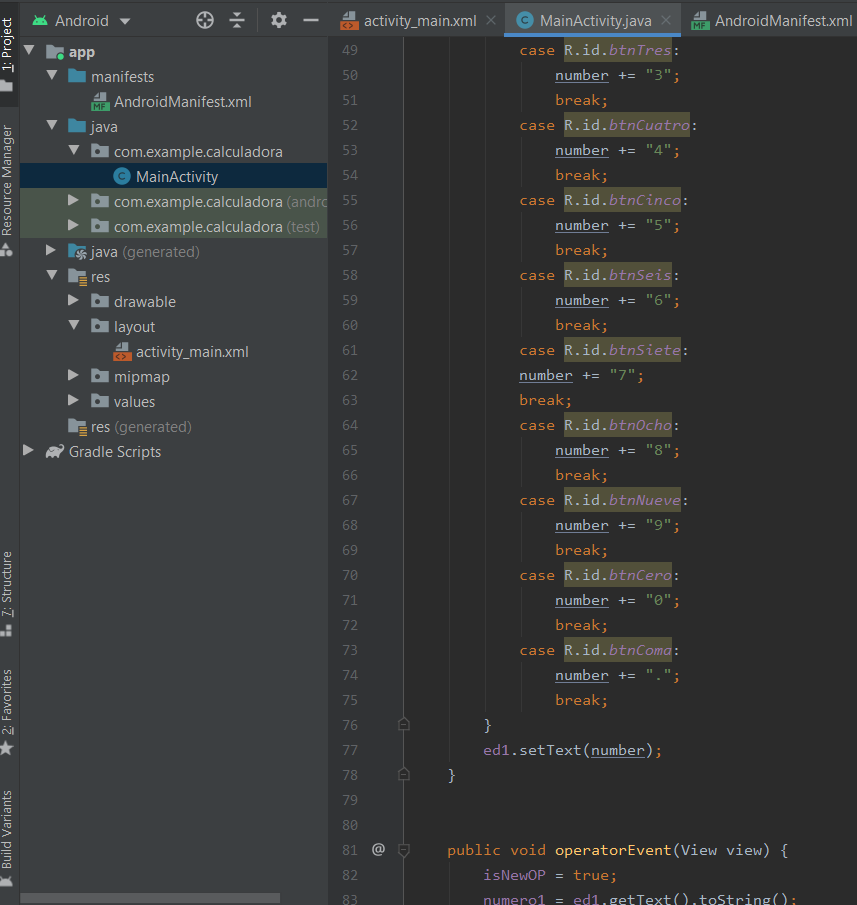 Android
activity_main.xml
MainActivity.java
AndroidManifest.xml
1: Project
Resource Manager
7: Structure
2: Favorites
Build Variants
app
manifests
AndroidManifest.xml
java
com.example.calculadora
MainActivity
com.example.calculadora (andro
com.example.calculadora (test)
java (generated)
res
drawable
layout
activity_main.xml
mipmap
values
res (generated)
Gradle Scripts
49 case R.id.btnTres:
50 number += "3";
51 break;
52 case R.id.btnCuatro:
53 number += "4";
54 break;
55 case R.id.btnCinco:
56 number += "5";
57 break;
58 case R.id.btnSeis:
59 number += "6";
60 break;
61 case R.id.btnSiete:
62 number += "7";
63 break;
64 case R.id.btnOcho:
65 number += "8";
66 break;
67 case R.id.btnNueve:
68 number += "9";
69 break;
70 case R.id.btnCero:
71 number += "0";
72 break;
73 case R.id.btnComa:
74 number += ".";
75 break;
76 }
77 ed1.setText(number);
78 }
79
80
81 @ public void operatorEvent(View view) {
82 isNewOP = true;
83 numero1 = ed1.getText().toString();